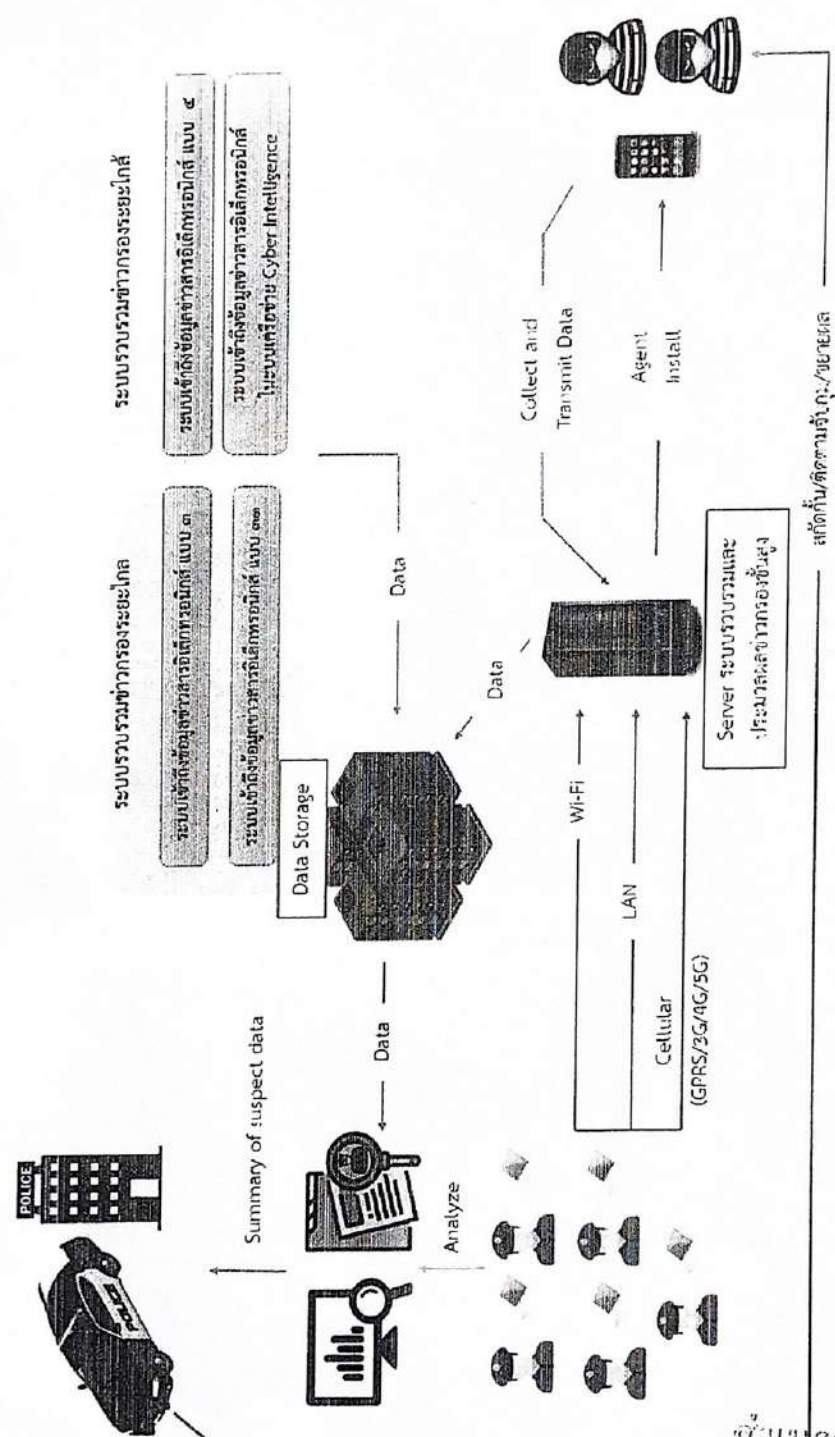 POLICE
POLICE
Summary of suspect data
Analyze
Data
ระบบรวบรวมข่าวกรองระยะไกล
ระบบเข้าถึงข้อมูลข่าวสารอิเล็กทรอนิกส์ แบบ ๓
ระบบเข้าถึงข้อมูลข่าวสารอิเล็กทรอนิกส์ แบบ ๓๓
Data Storage
ระบบรวบรวมข่าวกรองระยะใกล้
ระบบเข้าถึงข้อมูลข่าวสารอิเล็กทรอนิกส์ แบบ ๔
ระบบเข้าถึงข้อมูลข่าวสารอิเล็กทรอนิกส์
ในระบบเครือข่าย Cyber Intelligence
Data
Data
Wi-Fi
LAN
Cellular
(GPRS/3G/4G/5G)
Server ระบบรวบรวมและ
ประมวลผลข่าวกรองขั้นสูง
Collect and
Transmit Data
Agent
Install
สกัดกั้น/ติดตามจับกุม/ขยายผล